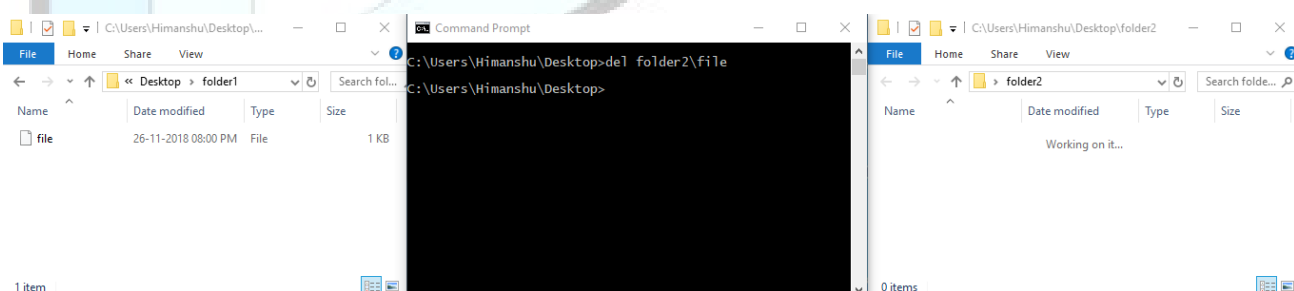 C:\Users\Himanshu\Desktop\...
File Home Share View
« Desktop › folder1
Search fol...
Name Date modified Type Size
file 26-11-2018 08:00 PM File 1 KB
1 item
Command Prompt
C:\Users\Himanshu\Desktop>del folder2\file
C:\Users\Himanshu\Desktop>
C:\Users\Himanshu\Desktop\folder2
File Home Share View
› folder2
Search folde...
Name Date modified Type Size
Working on it...
0 items